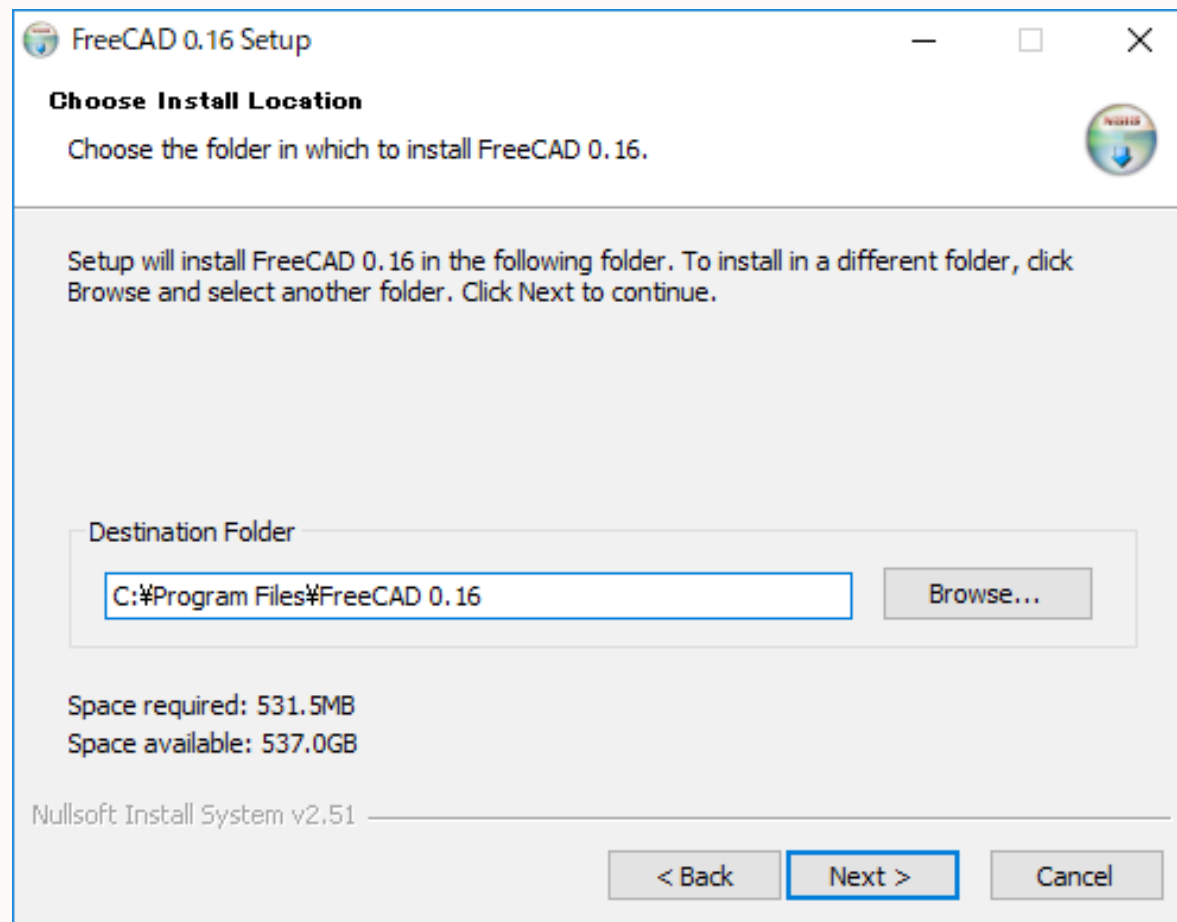 FreeCAD 0.16 Setup
Choose Install Location
Choose the folder in which to install FreeCAD 0.16.
NSIS
Setup will install FreeCAD 0.16 in the following folder. To install in a different folder, click
Browse and select another folder. Click Next to continue.
Destination Folder
C:¥Program Files¥FreeCAD 0.16
Browse...
Space required: 531.5MB
Space available: 537.0GB
Nullsoft Install System v2.51
< Back
Next >
Cancel